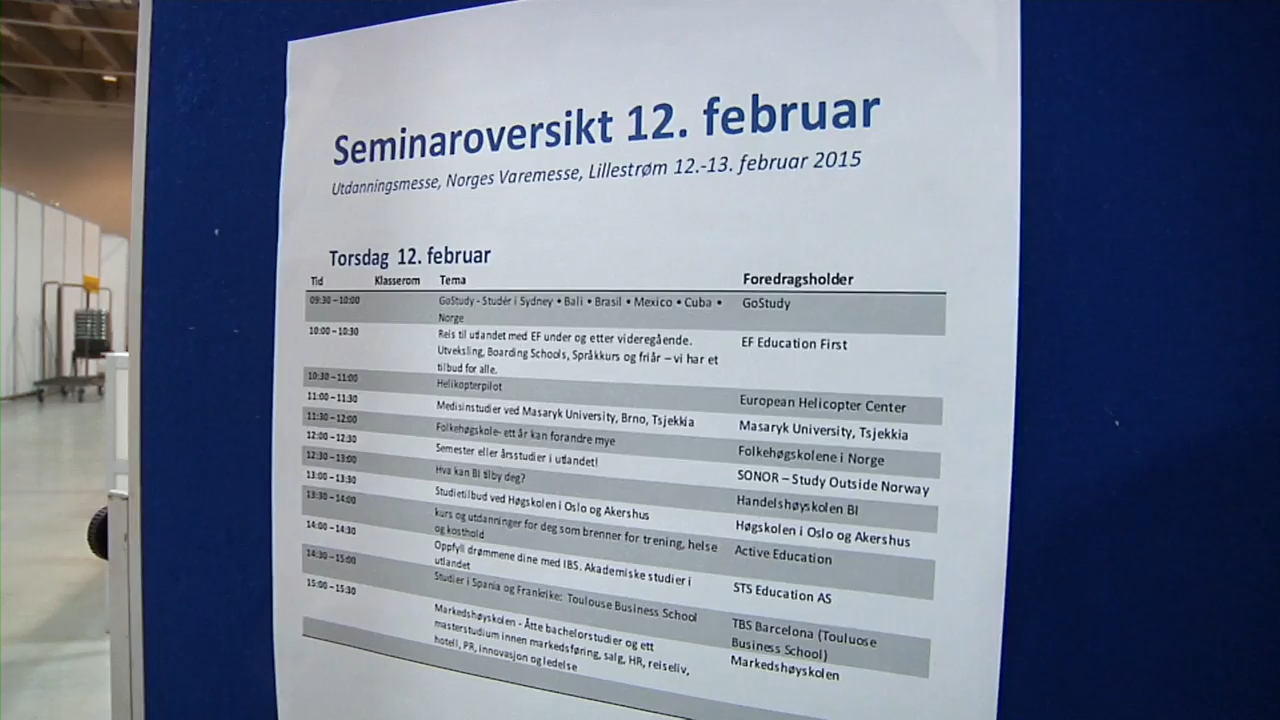 Seminaroversikt 12. februar
Utdanningsmesse, Norges Varemesse, Lillestrøm 12.-13. februar 2015
Torsdag 12. februar
Tid Klasserom Tema Foredragsholder
09:30 – 10:00 GoStudy - Studér i Sydney • Bali • Brasil • Mexico • Cuba • GoStudy
Norge
10:00 – 10:30 Reis til utlandet med EF under og etter videregående. EF Education First
Utveksling, Boarding Schools, Språkkurs og friår – vi har et
tilbud for alle.
10:30 – 11:00 Helikopterpilot European Helicopter Center
11:00 – 11:30 Medisinstudier ved Masaryk University, Brno, Tsjekkia Masaryk University, Tsjekkia
11:30 – 12:00 Folkehøgskole- ett år kan forandre mye Folkehøgskolene i Norge
12:00 – 12:30 Semester eller årsstudier i utlandet! SONOR – Study Outside Norway
12:30 – 13:00 Hva kan BI tilby deg? Handelshøyskolen BI
13:00 – 13:30 Studietilbud ved Høgskolen i Oslo og Akershus Høgskolen i Oslo og Akershus
13:30 – 14:00 kurs og utdanninger for deg som brenner for trening, helse Active Education
og kosthold
14:00 – 14:30 Oppfyll drømmene dine med IBS. Akademiske studier i STS Education AS
utlandet
14:30 – 15:00 Studier i Spania og Frankrike: Toulouse Business School TBS Barcelona (Touluose
Business School)
15:00 – 15:30 Markedshøyskolen - Åtte bachelorstudier og ett Markedshøyskolen
masterstudium innen markedsføring, salg, HR, reiseliv,
hotell, PR, innovasjon og ledelse